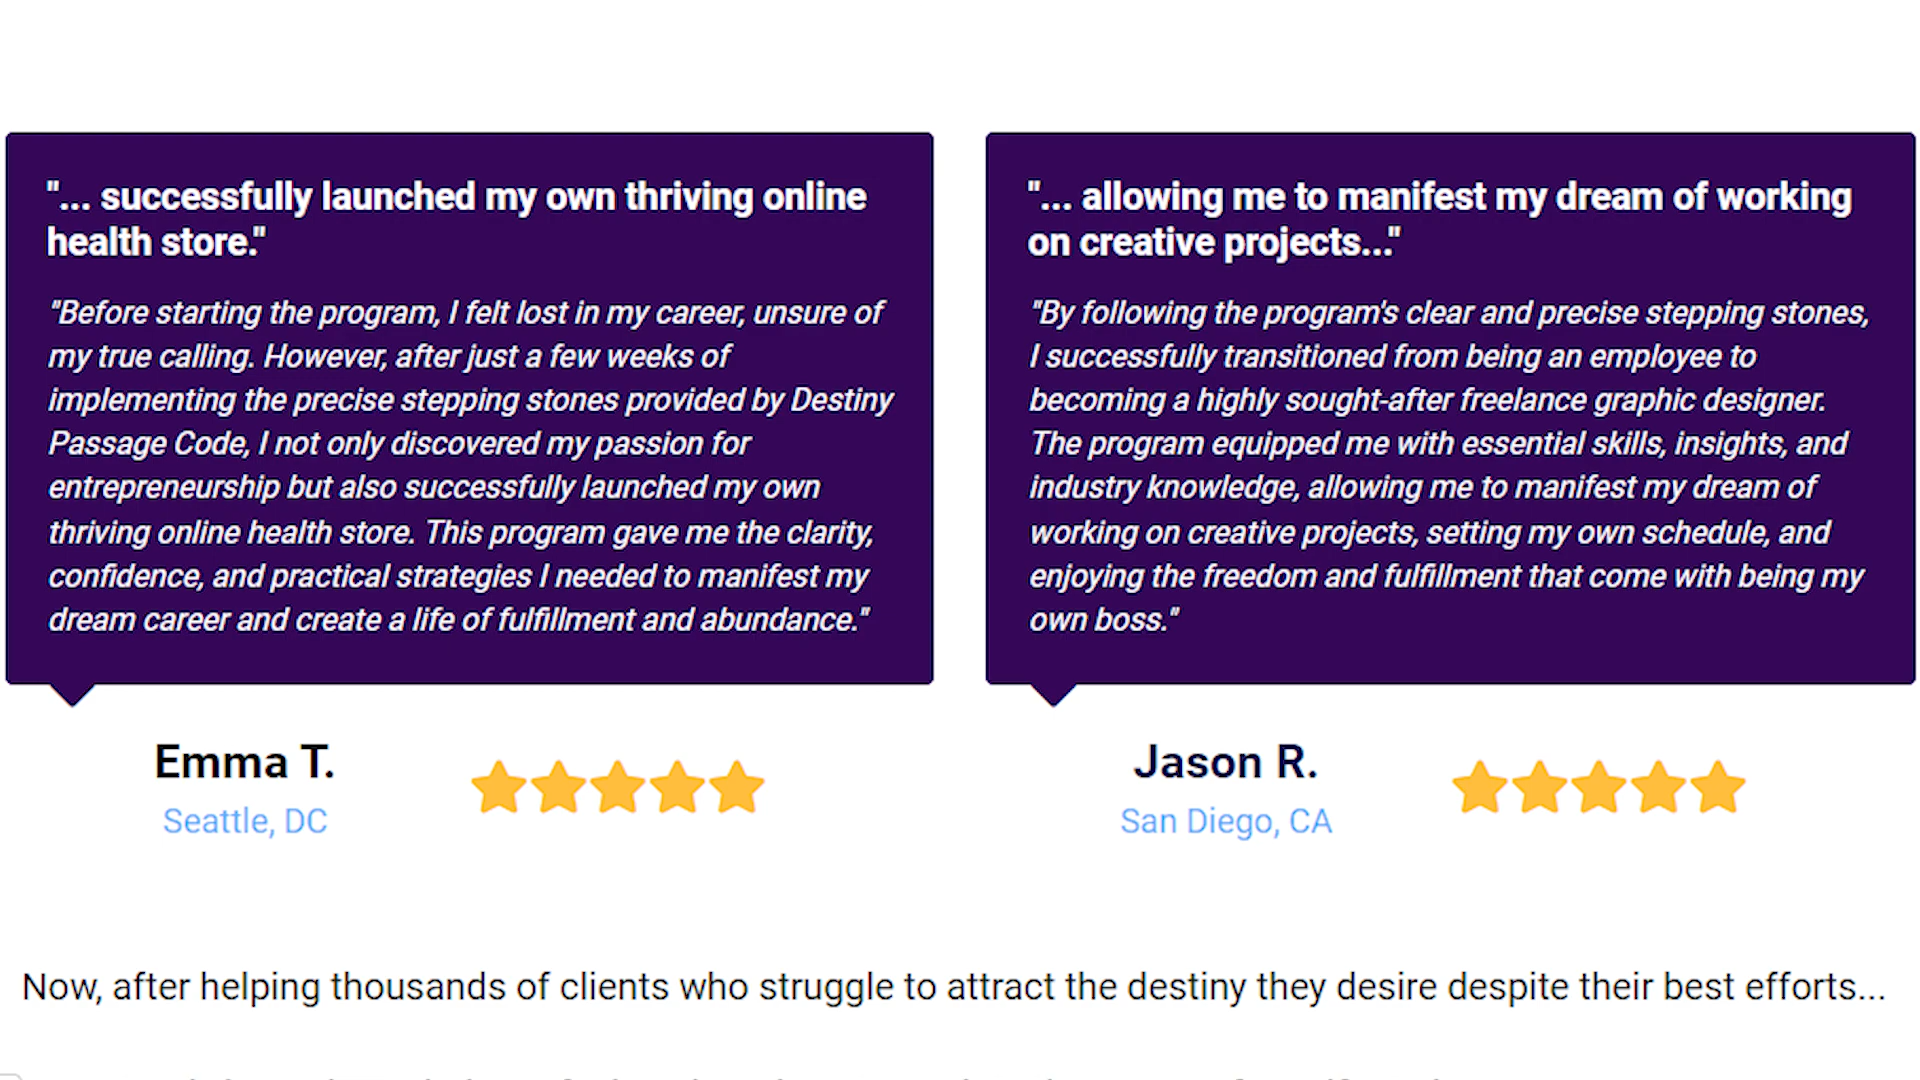 "... successfully launched my own thriving online
health store."
"Before starting the program, I felt lost in my career, unsure of
my true calling. However, after just a few weeks of
implementing the precise stepping stones provided by Destiny
Passage Code, I not only discovered my passion for
entrepreneurship but also successfully launched my own
thriving online health store. This program gave me the clarity,
confidence, and practical strategies I needed to manifest my
dream career and create a life of fulfillment and abundance."
Emma T.
Seattle, DC
"... allowing me to manifest my dream of working
on creative projects..."
"By following the program's clear and precise stepping stones,
I successfully transitioned from being an employee to
becoming a highly sought-after freelance graphic designer.
The program equipped me with essential skills, insights, and
industry knowledge, allowing me to manifest my dream of
working on creative projects, setting my own schedule, and
enjoying the freedom and fulfillment that come with being my
own boss."
Jason R.
San Diego, CA
Now, after helping thousands of clients who struggle to attract the destiny they desire despite their best efforts...